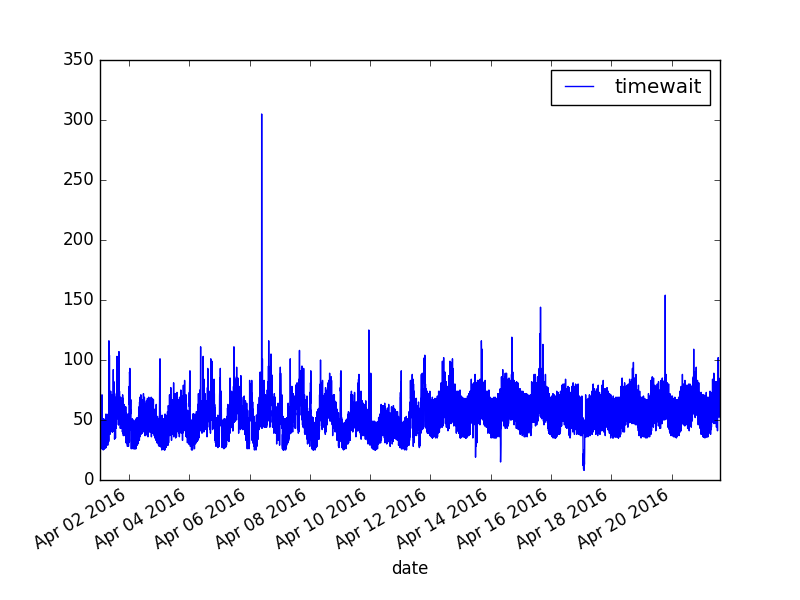 350
300
250
200
150
100
50
0
timewait
Apr 02 2016
Apr 04 2016
Apr 06 2016
Apr 08 2016
Apr 10 2016
Apr 12 2016
Apr 14 2016
Apr 16 2016
Apr 18 2016
Apr 20 2016
date